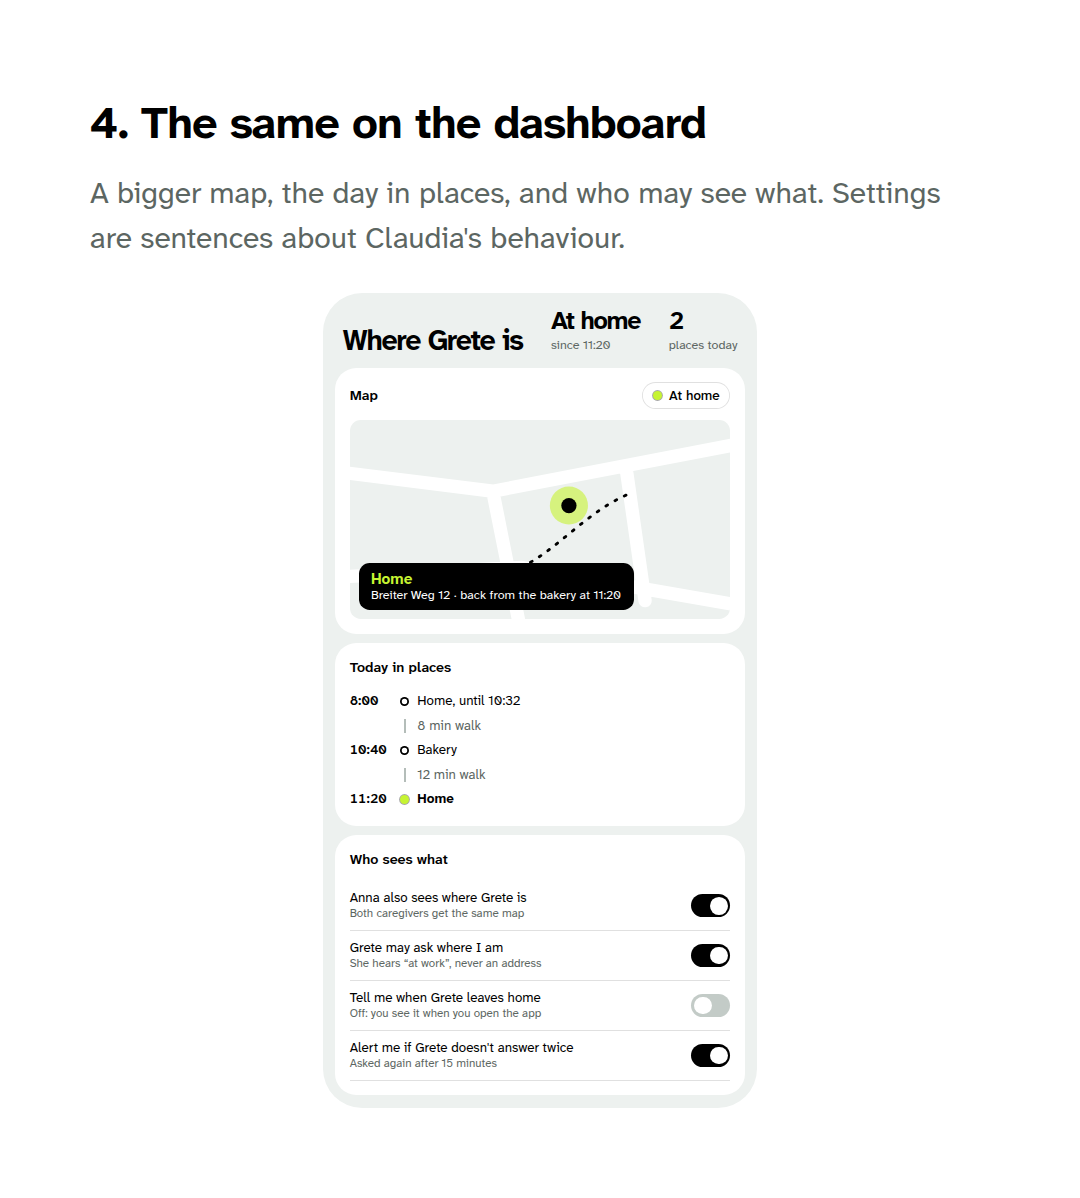 4. The same on the dashboard
A bigger map, the day in places, and who may see what. Settings
are sentences about Claudia's behaviour.
Where Grete is
At home
since 11:20
2
places today
Map
At home
Home
Breiter Weg 12 · back from the bakery at 11:20
Today in places
8:00 Home, until 10:32
8 min walk
10:40 Bakery
12 min walk
11:20 Home
Who sees what
Anna also sees where Grete is
Both caregivers get the same map
Grete may ask where I am
She hears “at work”, never an address
Tell me when Grete leaves home
Off: you see it when you open the app
Alert me if Grete doesn't answer twice
Asked again after 15 minutes